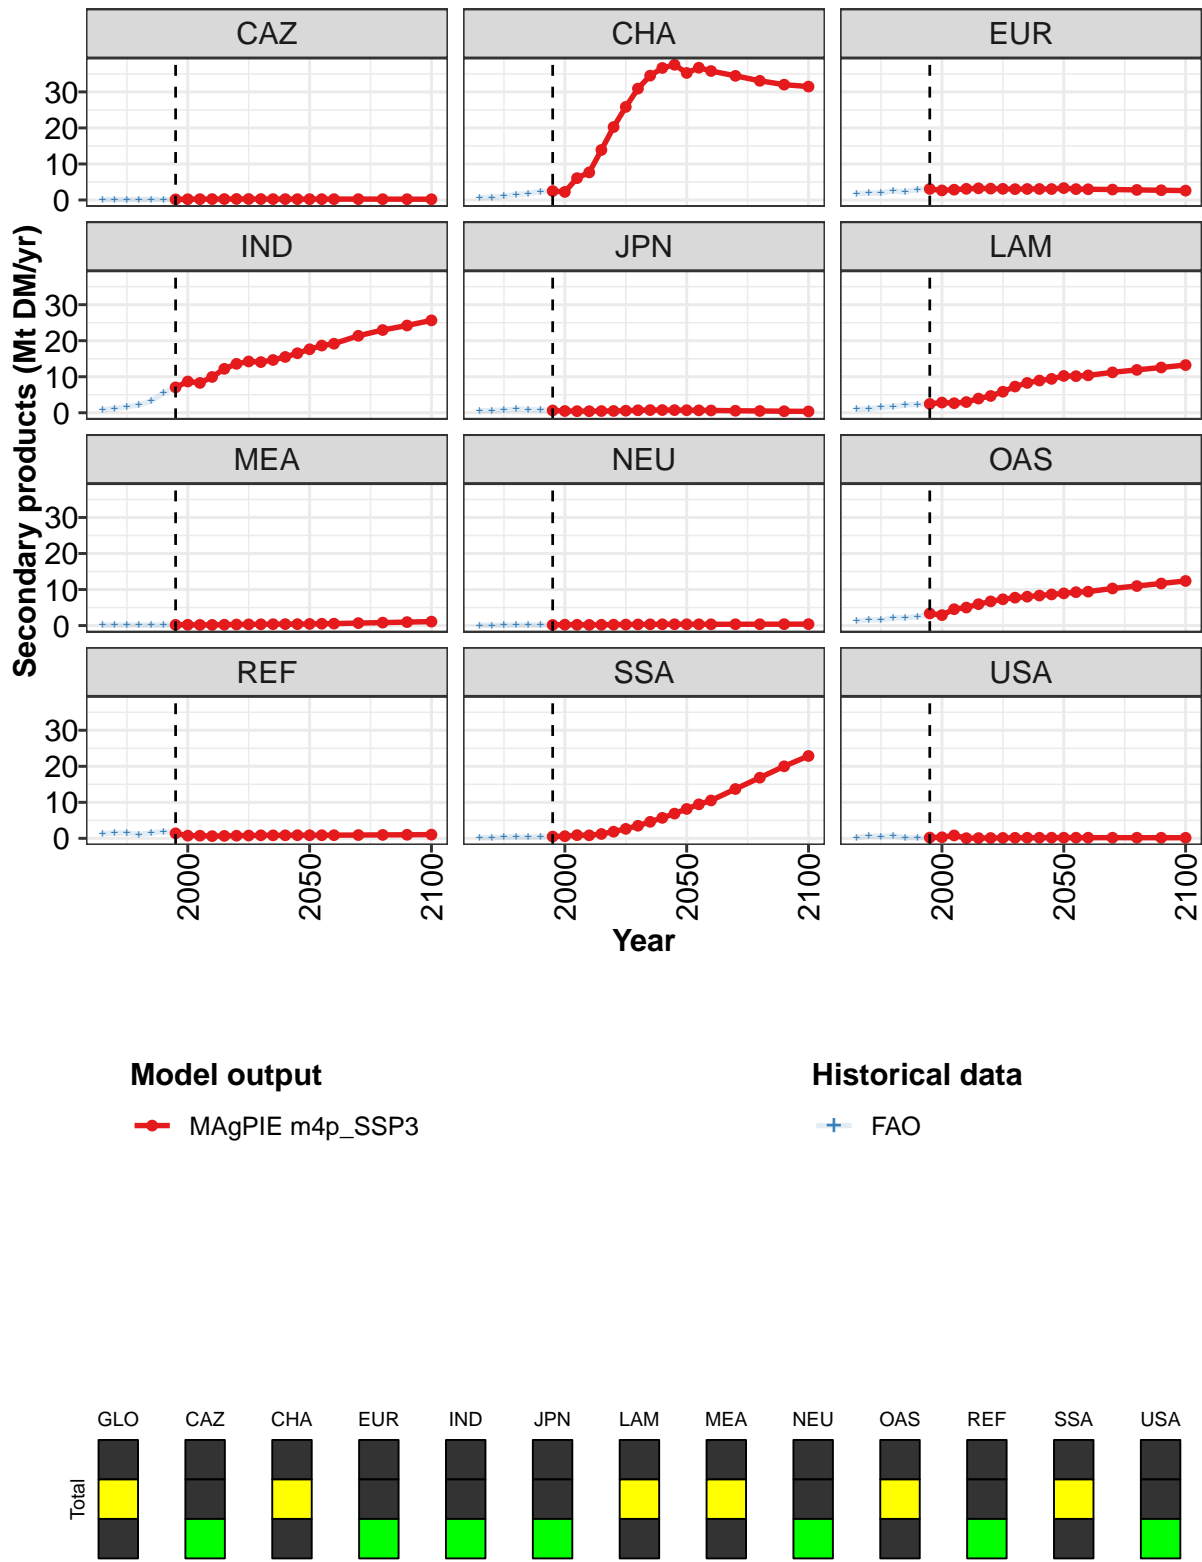 CAZ CHA EUR
30
20
10
0
IND JPN LAM
30
20
10
0
MEA NEU OAS
30
20
10
0
REF SSA USA
30
20
10
0
Secondary products (Mt DM/yr)
2000 2050 2100 2000 2050 2100 2000 2050 2100
Year
Model output Historical data
MAgPIE m4p_SSP3 FAO
GLO CAZ CHA EUR IND JPN LAM MEA NEU OAS REF SSA USA
Total